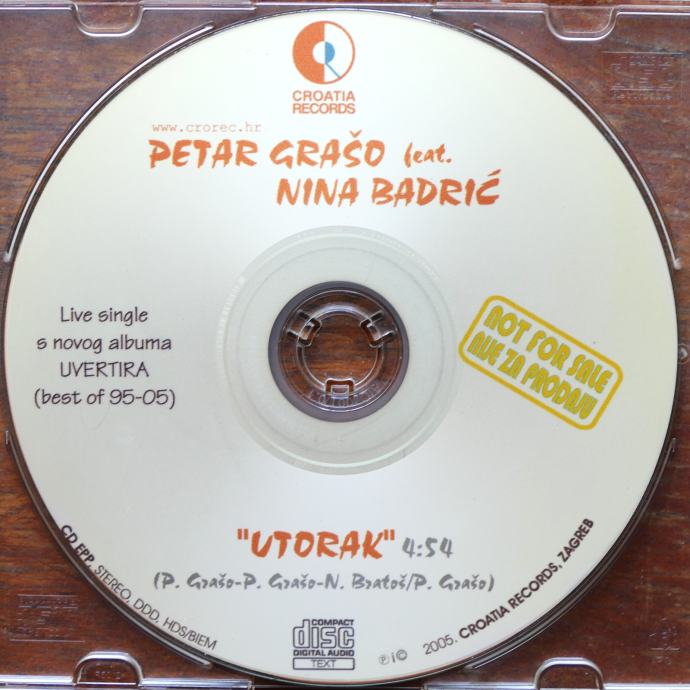 CROATIA
RECORDS
www.crorec.hr
PETAR GRAŠO feat.
NINA BADRIĆ
Live single
s novog albuma
UVERTIRA
(best of 95-05)
NOT FOR SALE
NIJE ZA PRODAJU
"UTORAK" 4:54
(P. Grašo-P. Grašo-N. Bratoš/P. Grašo)
CD EPP, STEREO, DDD, HDS/BIEM
COMPACT
disc
DIGITAL AUDIO
TEXT
℗ i © 2005. CROATIA RECORDS, ZAGREB